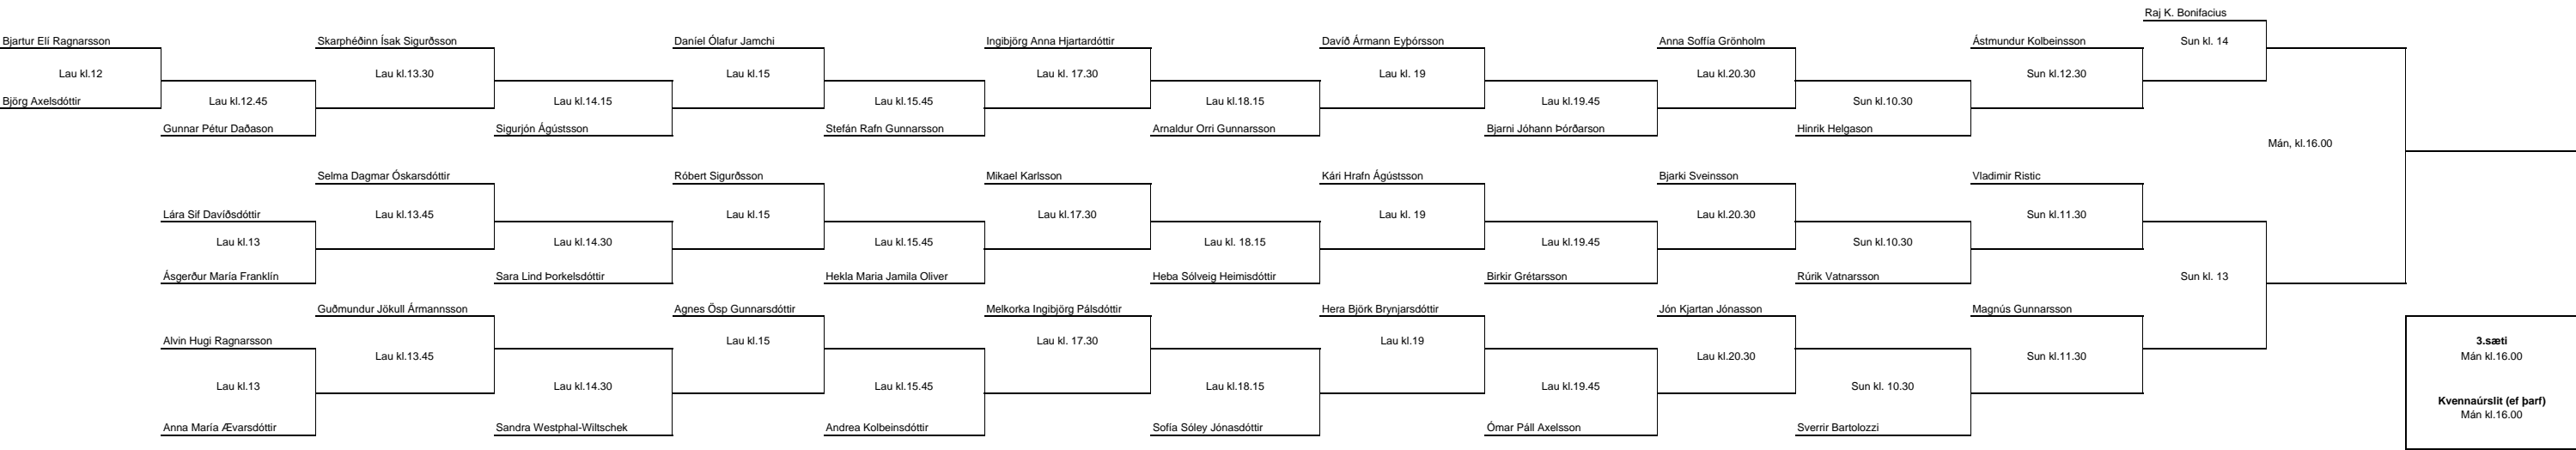 Raj K. Bonifacius
Bjartur Elí Ragnarsson
Skarphéðinn Ísak Sigurðsson
Daníel Ólafur Jamchi
Ingibjörg Anna Hjartardóttir
Davíð Ármann Eyþórsson
Anna Soffía Grönholm
Ástmundur Kolbeinsson
Sun kl. 14
Lau kl.12
Lau kl.13.30
Lau kl.15
Lau kl. 17.30
Lau kl. 19
Lau kl.20.30
Sun kl.12.30
Björg Axelsdóttir
Lau kl.12.45
Lau kl.14.15
Lau kl.15.45
Lau kl.18.15
Lau kl.19.45
Sun kl.10.30
Gunnar Pétur Daðason
Sigurjón Ágústsson
Stefán Rafn Gunnarsson
Arnaldur Orri Gunnarsson
Bjarni Jóhann Þórðarson
Hinrik Helgason
Mán, kl.16.00
Selma Dagmar Óskarsdóttir
Róbert Sigurðsson
Mikael Karlsson
Kári Hrafn Ágústsson
Bjarki Sveinsson
Vladimir Ristic
Lára Sif Davíðsdóttir
Lau kl.13.45
Lau kl.15
Lau kl.17.30
Lau kl. 19
Lau kl.20.30
Sun kl.11.30
Lau kl.13
Lau kl.14.30
Lau kl.15.45
Lau kl. 18.15
Lau kl.19.45
Sun kl.10.30
Ásgerður María Franklín
Sara Lind Þorkelsdóttir
Hekla Maria Jamila Oliver
Heba Sólveig Heimisdóttir
Birkir Grétarsson
Rúrik Vatnarsson
Sun kl. 13
Guðmundur Jökull Ármannsson
Agnes Ösp Gunnarsdóttir
Melkorka Ingibjörg Pálsdóttir
Hera Björk Brynjarsdóttir
Jón Kjartan Jónasson
Magnús Gunnarsson
Alvin Hugi Ragnarsson
Lau kl.15
Lau kl. 17.30
Lau kl.19
3.sæti
Lau kl.13.45
Lau kl.20.30
Sun kl.11.30
Mán kl.16.00
Lau kl.13
Lau kl.14.30
Lau kl.15.45
Lau kl.18.15
Lau kl.19.45
Sun kl. 10.30
Kvennaúrslit (ef þarf)
Mán kl.16.00
Anna María Ævarsdóttir
Sandra Westphal-Wiltschek
Andrea Kolbeinsdóttir
Sofía Sóley Jónasdóttir
Ómar Páll Axelsson
Sverrir Bartolozzi